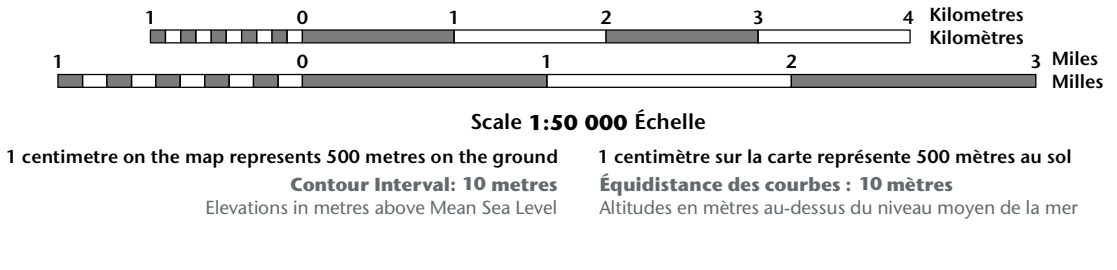 1 0 1 2 3 4 Kilometres
Kilomètres
1 0 1 2 3 Miles
Milles
Scale 1:50 000 Échelle
1 centimetre on the map represents 500 metres on the ground
Contour Interval: 10 metres
Elevations in metres above Mean Sea Level
1 centimètre sur la carte représente 500 mètres au sol
Équidistance des courbes : 10 mètres
Altitudes en mètres au-dessus du niveau moyen de la mer